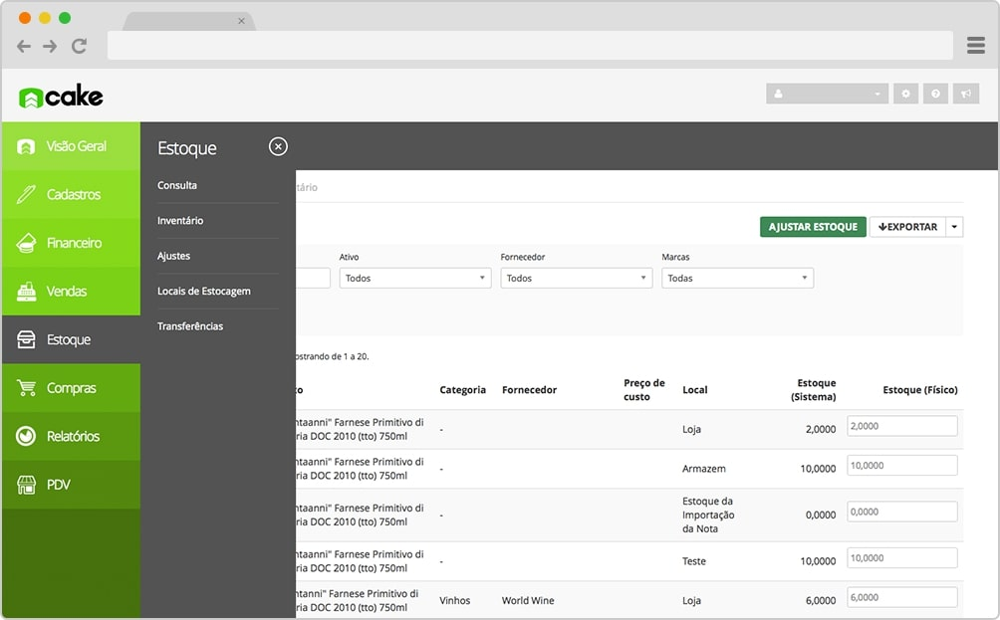 cake
Visão Geral
Cadastros
Financeiro
Vendas
Estoque
Compras
Relatórios
PDV
Estoque
Consulta
Inventário
Ajustes
Locais de Estocagem
Transferências
tário
AJUSTAR ESTOQUE
EXPORTAR
Ativo
Fornecedor
Marcas
Todos
Todos
Todas
ostrando de 1 a 20.
to Categoria Fornecedor Preço de custo Local Estoque (Sistema) Estoque (Físico)
ntaanni" Farnese Primitivo di
ria DOC 2010 (tto) 750ml
- Loja 2,0000 2,0000
ntaanni" Farnese Primitivo di
ria DOC 2010 (tto) 750ml
- Armazem 10,0000 10,0000
ntaanni" Farnese Primitivo di
ria DOC 2010 (tto) 750ml
- Estoque da
Importação
da Nota
0,0000 0,0000
ntaanni" Farnese Primitivo di
ria DOC 2010 (tto) 750ml
- Teste 10,0000 10,0000
ntaanni" Farnese Primitivo di
ria DOC 2010 (tto) 750ml
Vinhos World Wine Loja 6,0000 6,0000